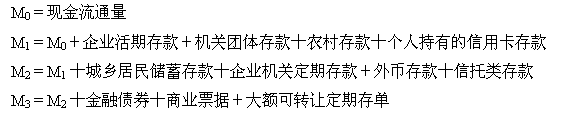 M₀＝现金流通量
M₁＝M₀＋企业活期存款＋机关团体存款十农村存款十个人持有的信用卡存款
M₂＝M₁十城乡居民储蓄存款十企业机关定期存款＋外币存款十信托类存款
M₃＝M₂十金融债券十商业票据＋大额可转让定期存单